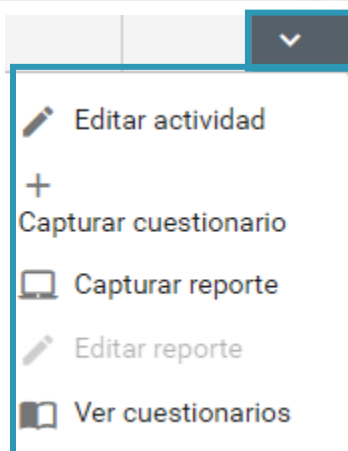 Editar actividad
Capturar cuestionario
Capturar reporte
Editar reporte
Ver cuestionarios